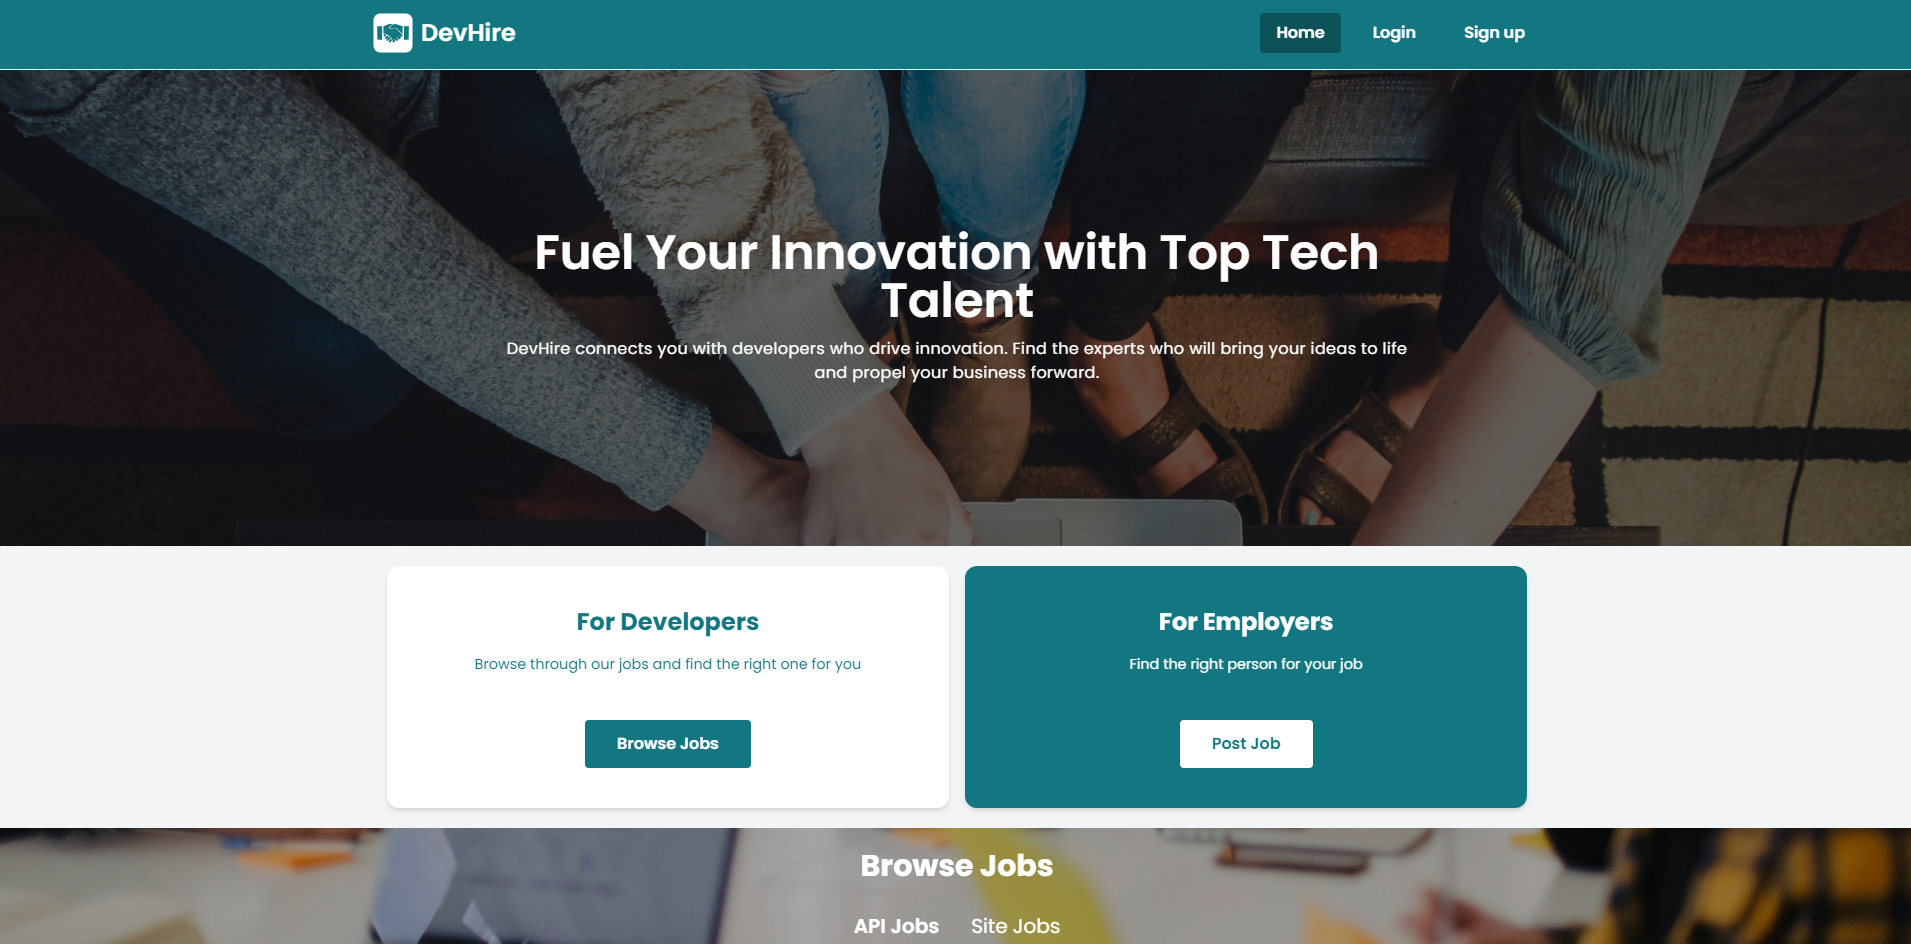 DevHire
Home
Login
Sign up
Fuel Your Innovation with Top Tech
Talent
DevHire connects you with developers who drive innovation. Find the experts who will bring your ideas to life
and propel your business forward.
For Developers
Browse through our jobs and find the right one for you
Browse Jobs
For Employers
Find the right person for your job
Post Job
Browse Jobs
API Jobs
Site Jobs